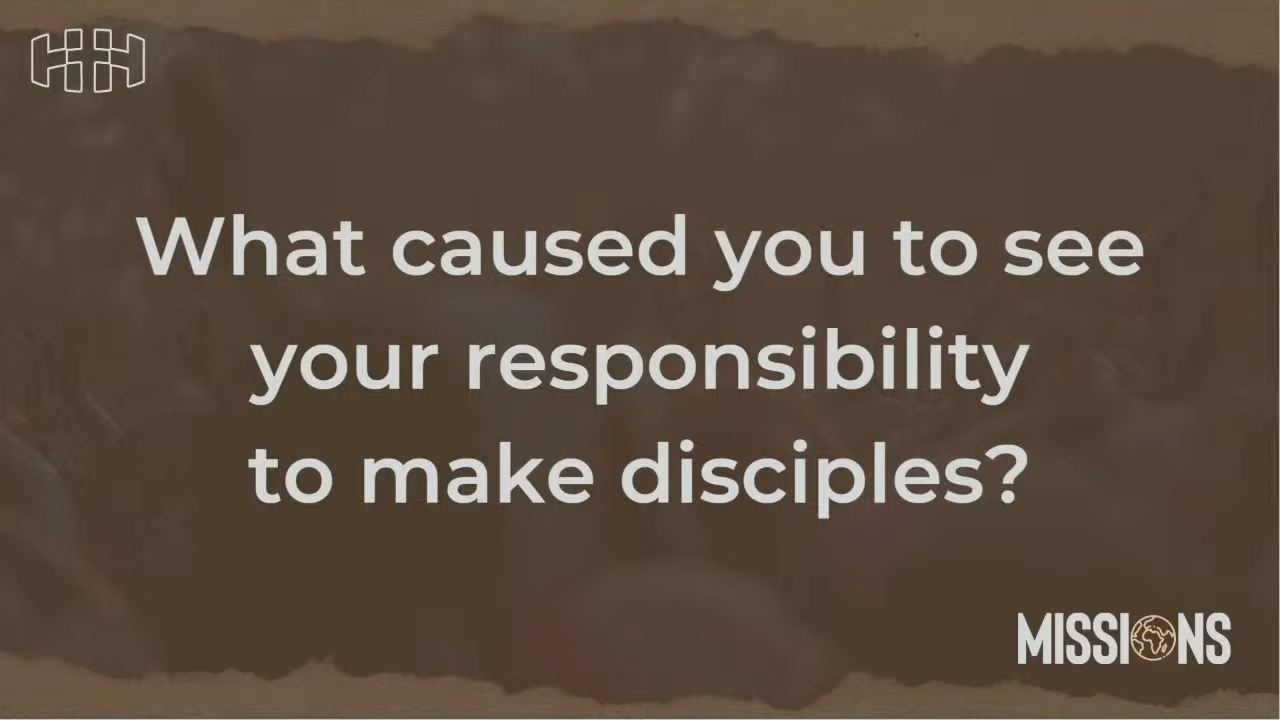 What caused you to see
your responsibility
to make disciples?
MISSIONS